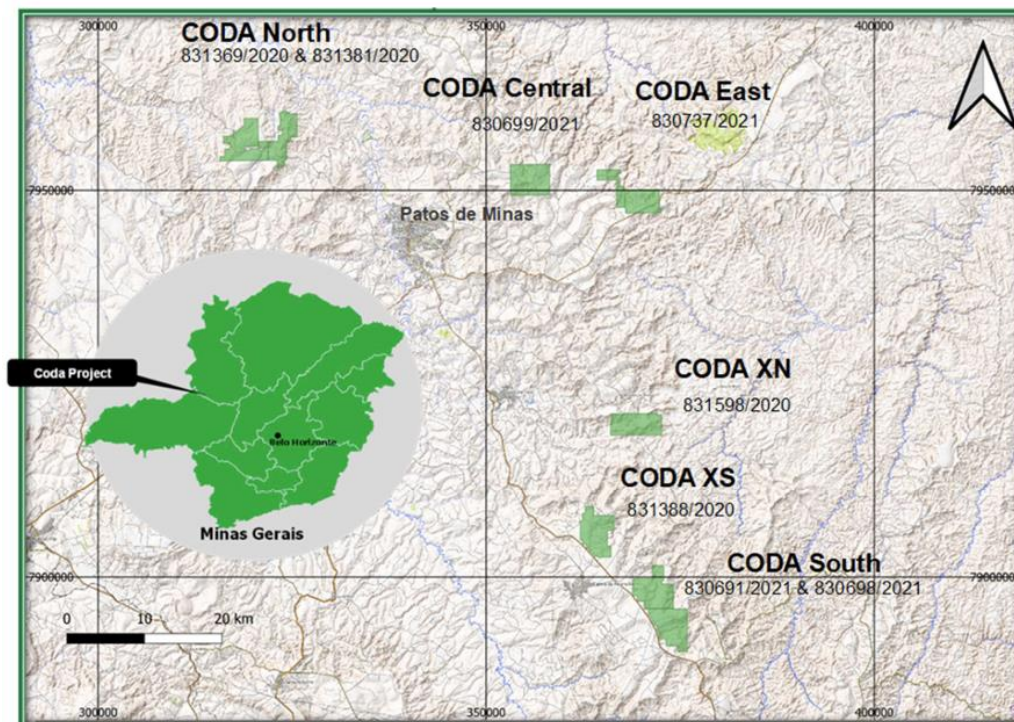 300000
350000
400000
CODA North
831369/2020 & 831381/2020
CODA Central
830699/2021
CODA East
830737/2021
7950000
7950000
Patos de Minas
Coda Project
Belo Horizonte
Minas Gerais
CODA XN
831598/2020
CODA XS
831388/2020
CODA South
830691/2021 & 830698/2021
7900000
7900000
0 10 20 km
300000
350000
400000